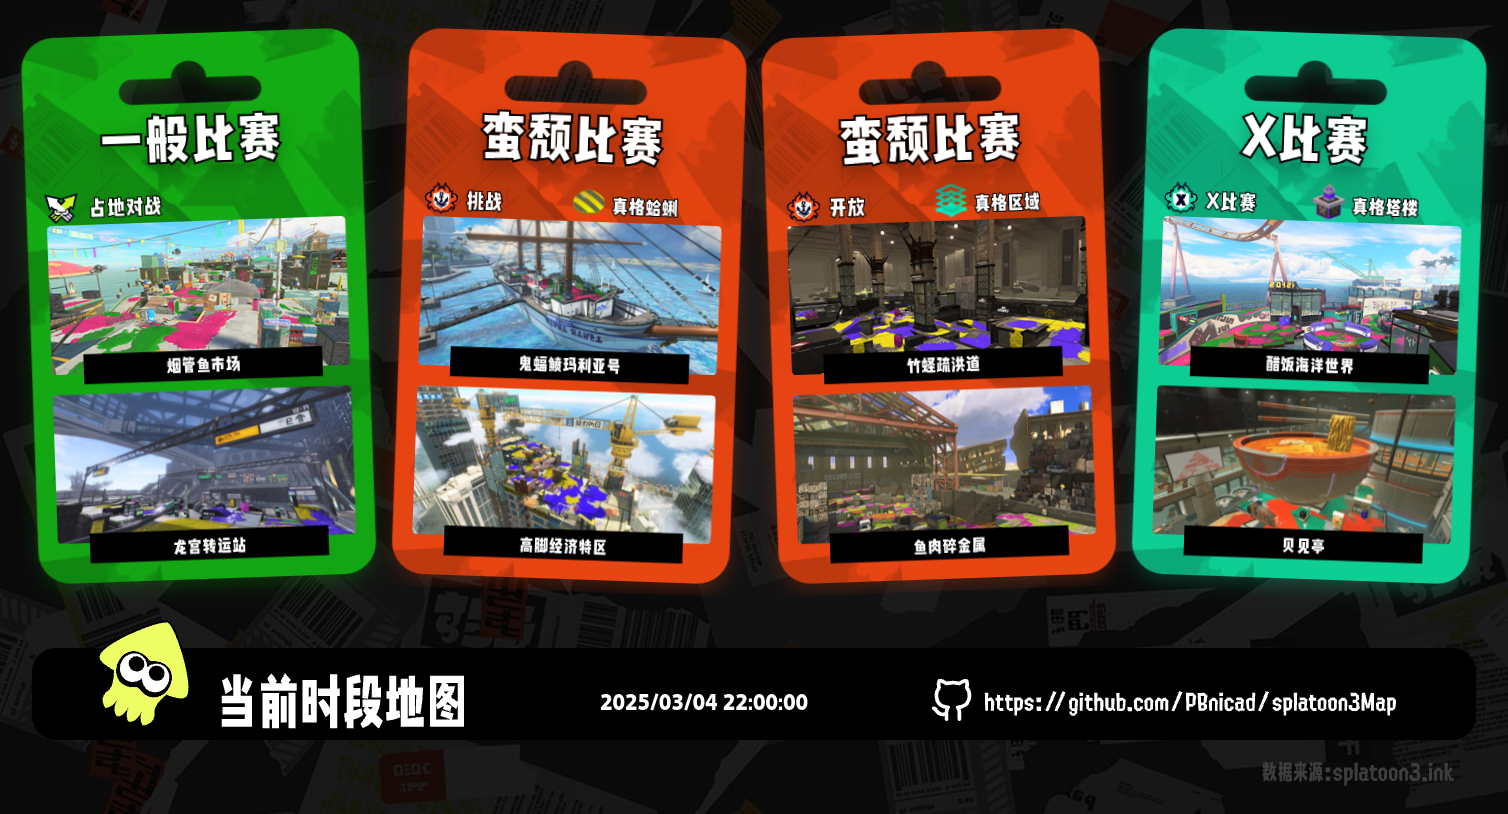 一般比赛
占地对战
烟管鱼市场
龙宫转运站
蛮颓比赛
挑战
真格蛤蜊
鬼蝠鲼玛利亚号
高脚经济特区
蛮颓比赛
开放
真格区域
竹蛏疏洪道
鱼肉碎金属
X比赛
X比赛
真格塔楼
醋饭海洋世界
贝见亭
当前时段地图
2025/03/04 22:00:00
https://github.com/PBnicad/splatoon3Map
数据来源:splatoon3.ink